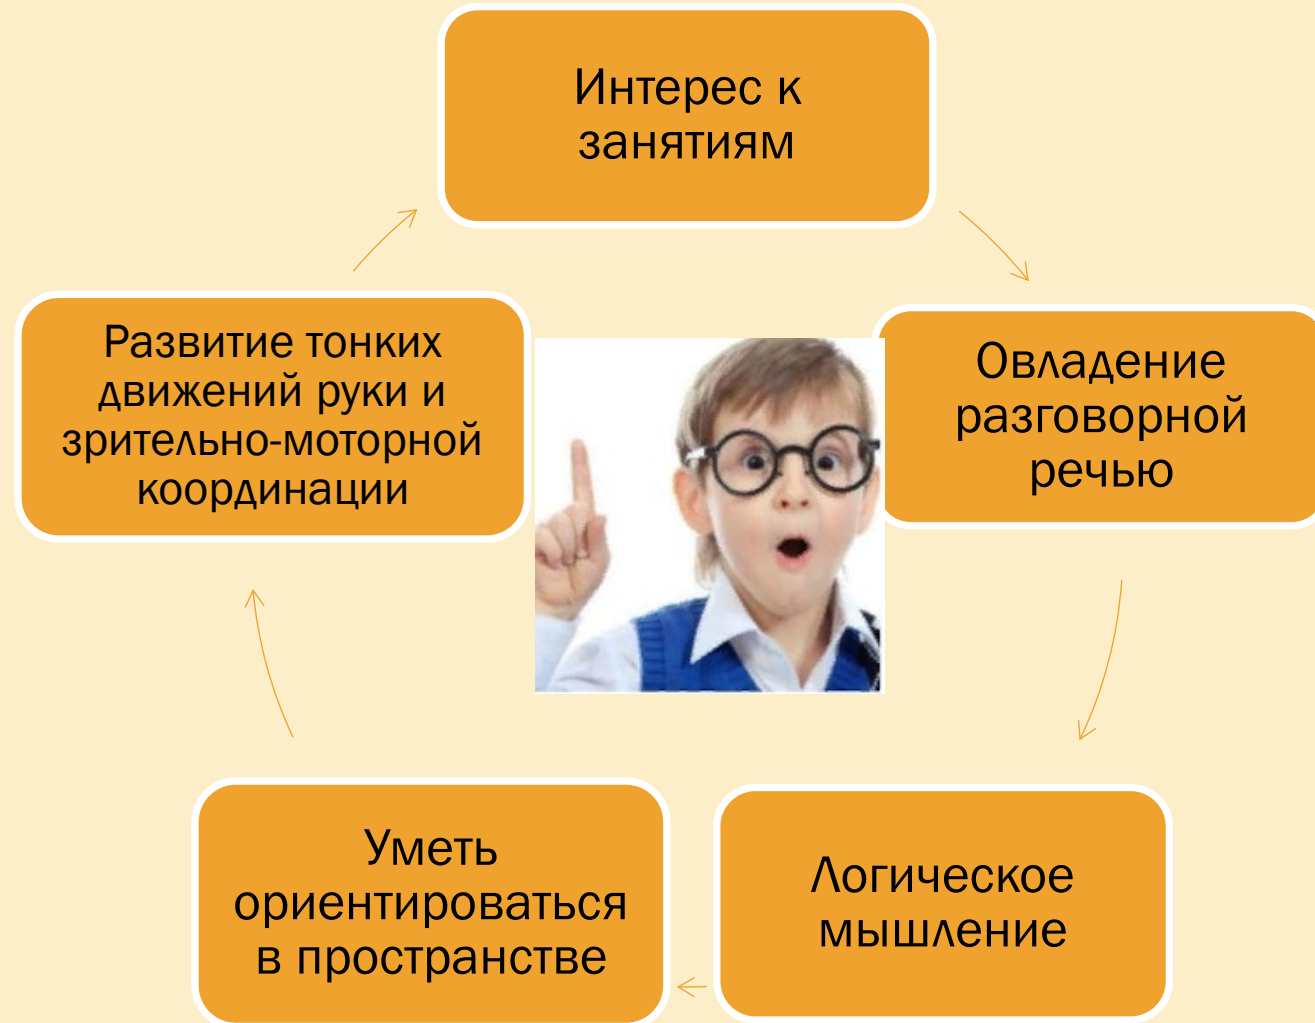 Интерес к
занятиям
Овладение
разговорной
речью
Логическое
мышление
Уметь
ориентироваться
в пространстве
Развитие тонких
движений руки и
зрительно-моторной
координации